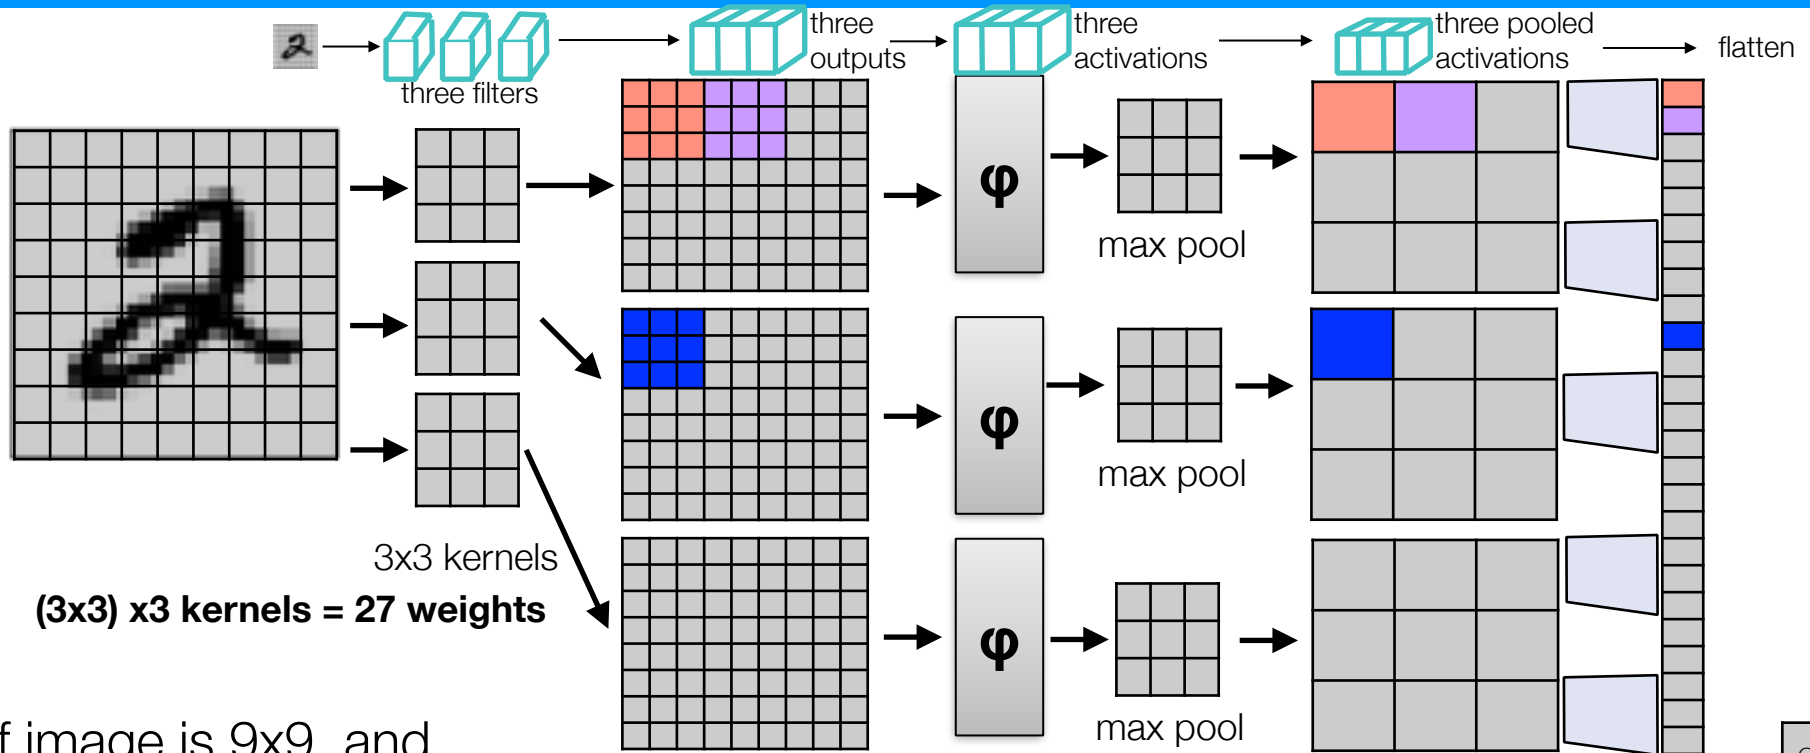 three filters
three
outputs
three
activations
three pooled
activations
flatten
φ
max pool
φ
max pool
3x3 kernels
(3x3) x3 kernels = 27 weights
φ
max pool
f image is 9x9 and